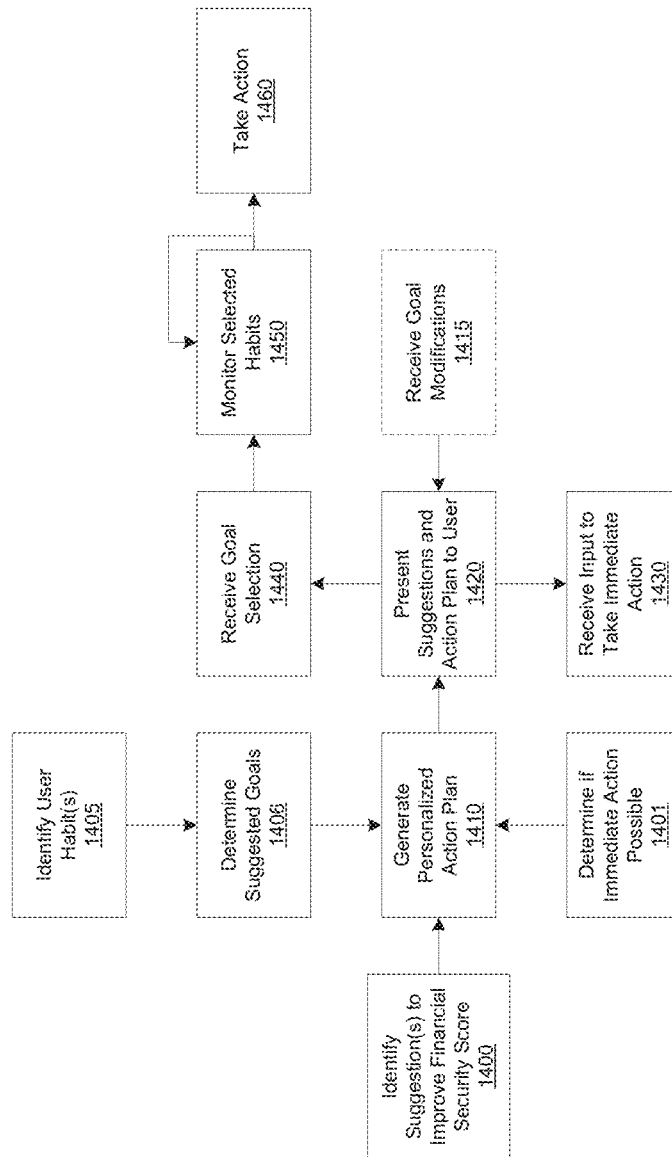 Identify User
Habit(s)
1405
Determine
Suggested Goals
1406
Receive Goal
Selection
1440
Monitor Selected
Habits
1450
Take Action
1460
Identify
Suggestion(s) to
Improve Financial
Security Score
1400
Generate
Personalized
Action Plan
1410
Present
Suggestions and
Action Plan to User
1420
Receive Goal
Modifications
1415
Determine if
Immediate Action
Possible
1401
Receive Input to
Take Immediate
Action
1430